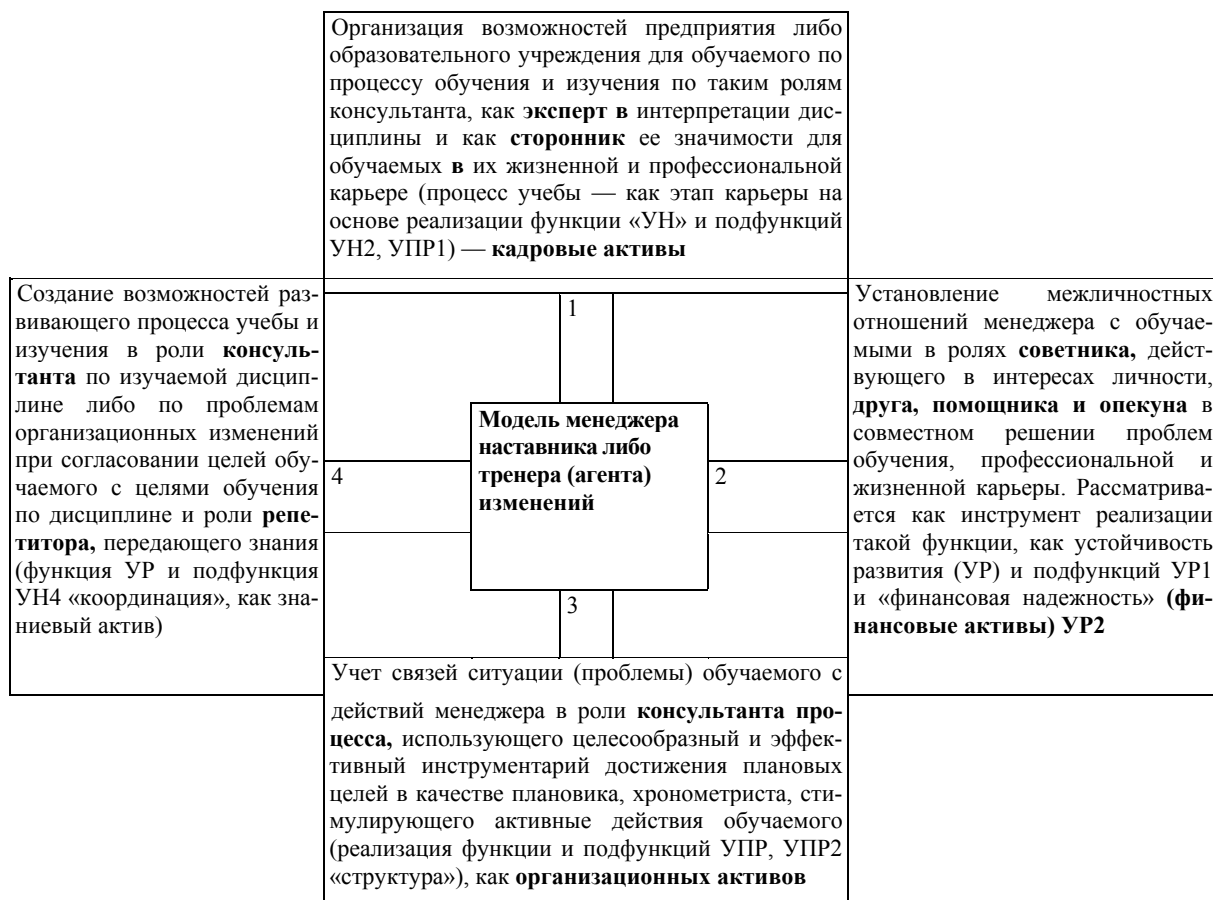 Организация возможностей предприятия либо
образовательного учреждения для обучаемого по
процессу обучения и изучения по таким ролям
консультанта, как эксперт в интерпретации дис-
циплины и как сторонник ее значимости для
обучаемых в их жизненной и профессиональной
карьере (процесс учебы — как этап карьеры на
основе реализации функции «УН» и подфункций
УН2, УПР1) — кадровые активы
Создание возможностей раз-
вивающего процесса учебы и
изучения в роли консуль-
танта по изучаемой дисцип-
лине либо по проблемам
организационных изменений
при согласовании целей обу-
чаемого с целями обучения
по дисциплине и роли репе-
титора, передающего знания
(функция УР и подфункция
УН4 «координация», как зна-
ниевый актив)
1
Модель менеджера
наставника либо
тренера (агента)
изменений
4
2
3
Установление межличностных
отношений менеджера с обучае-
мыми в ролях советника, дейст-
вующего в интересах личности,
друга, помощника и опекуна в
совместном решении проблем
обучения, профессиональной и
жизненной карьеры. Рассматрива-
ется как инструмент реализации
такой функции, как устойчивость
развития (УР) и подфункций УР1
и «финансовая надежность» (фи-
нансовые активы) УР2
Учет связей ситуации (проблемы) обучаемого с
действий менеджера в роли консультанта про-
цесса, использующего целесообразный и эффек-
тивный инструментарий достижения плановых
целей в качестве плановика, хронометриста, сти-
мулирующего активные действия обучаемого
(реализация функции и подфункций УПР, УПР2
«структура»), как организационных активов